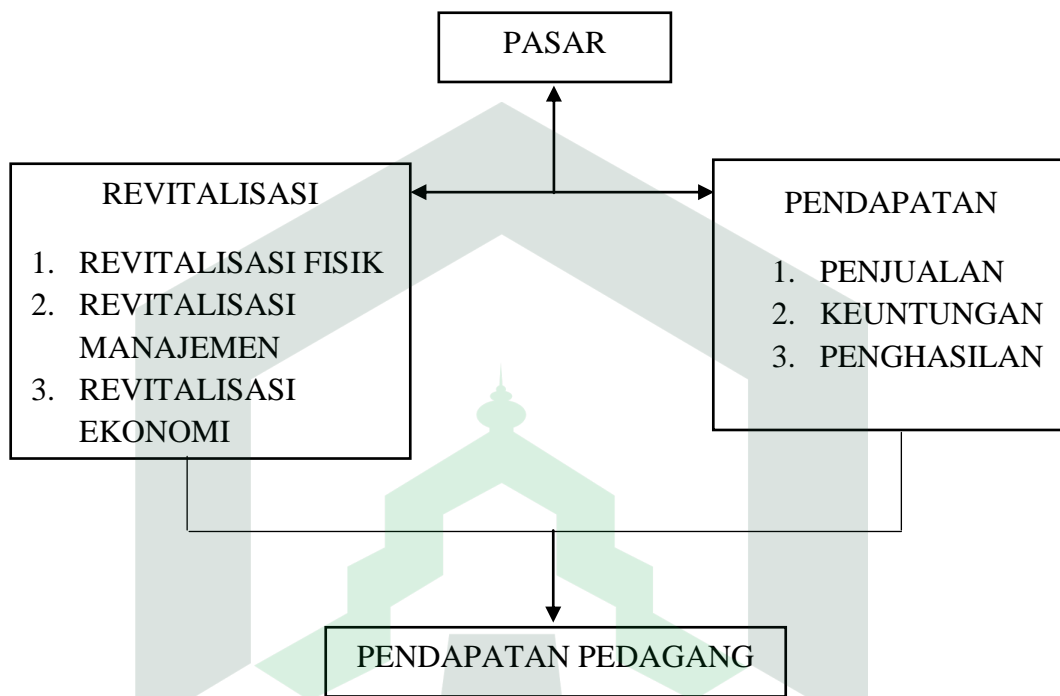 PASAR
REVITALISASI
1. REVITALISASI FISIK
2. REVITALISASI
MANAJEMEN
3. REVITALISASI
EKONOMI
PENDAPATAN
1. PENJUALAN
2. KEUNTUNGAN
3. PENGHASILAN
PENDAPATAN PEDAGANG